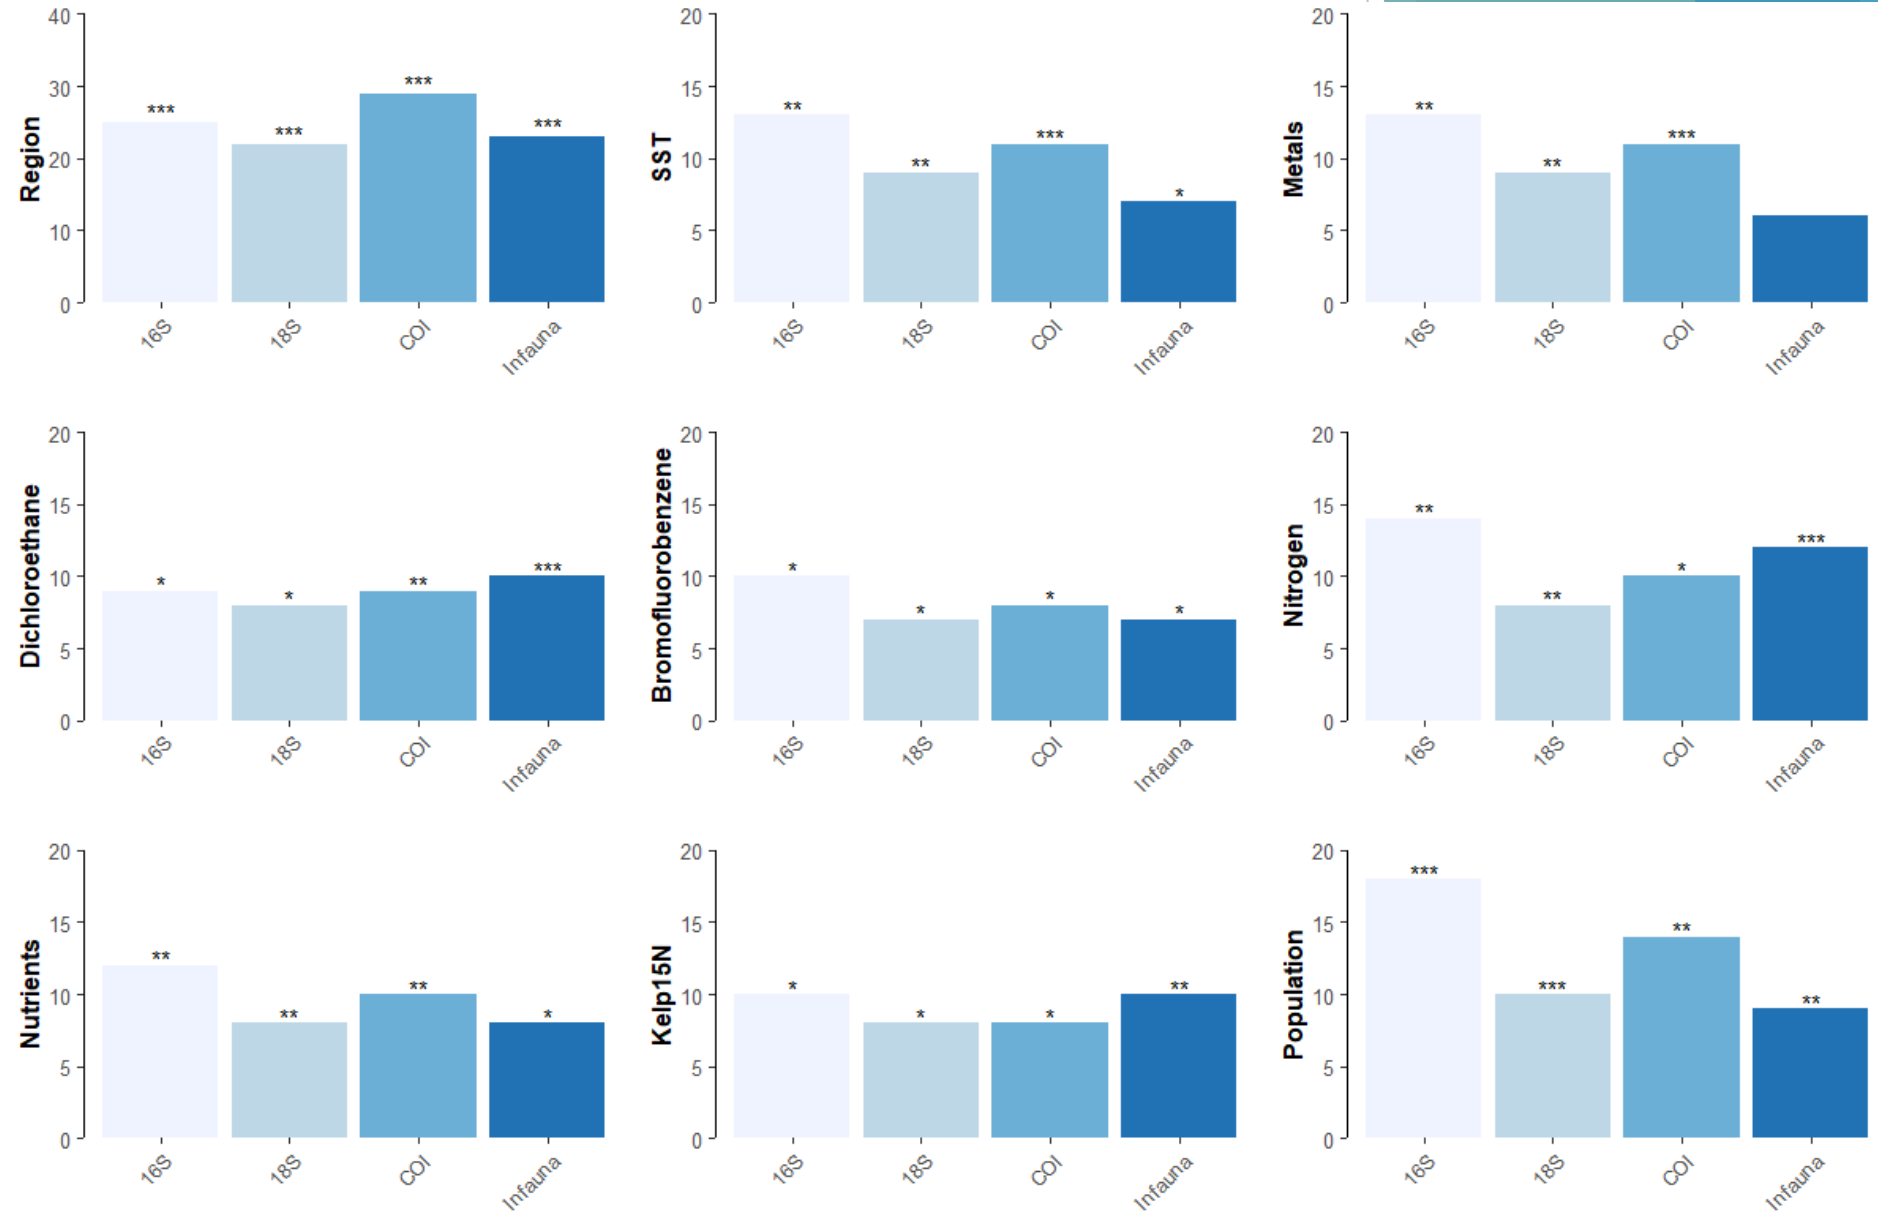 Region
40
30
20
10
0
***
***
***
***
16S
18S
COI
Infauna
SST
20
15
10
5
0
**
**
***
*
16S
18S
COI
Infauna
Metals
20
15
10
5
0
**
**
***
16S
18S
COI
Infauna
Dichloroethane
20
15
10
5
0
*
*
**
***
16S
18S
COI
Infauna
Bromofluorobenzene
20
15
10
5
0
*
*
*
*
16S
18S
COI
Infauna
Nitrogen
20
15
10
5
0
**
**
*
***
16S
18S
COI
Infauna
Nutrients
20
15
10
5
0
**
**
**
*
16S
18S
COI
Infauna
Kelp15N
20
15
10
5
0
*
*
*
**
16S
18S
COI
Infauna
Population
20
15
10
5
0
***
***
**
**
16S
18S
COI
Infauna